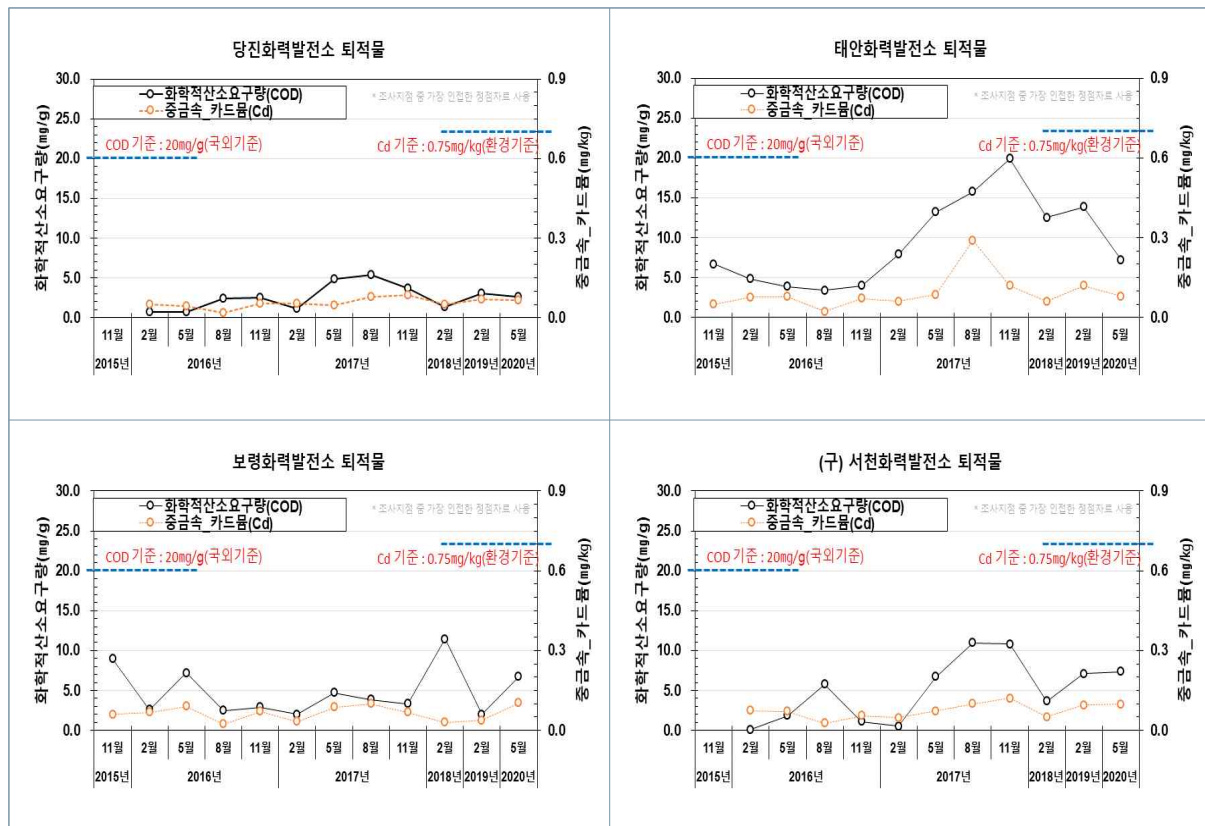 당진화력발전소 퇴적물
30.0
25.0
20.0
15.0
10.0
5.0
0.0
화학적산소요구량(mg/g)
화학적산소요구량(COD)
중금속_카드뮴(Cd)
* 조사지점 중 가장 인접한 정점자료 사용
COD 기준 : 20mg/g(국외기준)
Cd 기준 : 0.75mg/kg(환경기준)
0.9
0.6
0.3
0.0
중금속_카드뮴(mg/kg)
11월 2월 5월 8월 11월 2월 5월 8월 11월 2월 2월 5월
2015년 2016년 2017년 2018년 2019년 2020년
태안화력발전소 퇴적물
30.0
25.0
20.0
15.0
10.0
5.0
0.0
화학적산소요구량(mg/g)
화학적산소요구량(COD)
중금속_카드뮴(Cd)
* 조사지점 중 가장 인접한 정점자료 사용
COD 기준 : 20mg/g(국외기준)
Cd 기준 : 0.75mg/kg(환경기준)
0.9
0.6
0.3
0.0
중금속_카드뮴(mg/kg)
11월 2월 5월 8월 11월 2월 5월 8월 11월 2월 2월 5월
2015년 2016년 2017년 2018년 2019년 2020년
보령화력발전소 퇴적물
30.0
25.0
20.0
15.0
10.0
5.0
0.0
화학적산소요구량(mg/g)
화학적산소요구량(COD)
중금속_카드뮴(Cd)
* 조사지점 중 가장 인접한 정점자료 사용
COD 기준 : 20mg/g(국외기준)
Cd 기준 : 0.75mg/kg(환경기준)
0.9
0.6
0.3
0.0
중금속_카드뮴(mg/kg)
11월 2월 5월 8월 11월 2월 5월 8월 11월 2월 2월 5월
2015년 2016년 2017년 2018년 2019년 2020년
(구) 서천화력발전소 퇴적물
30.0
25.0
20.0
15.0
10.0
5.0
0.0
화학적산소요구량(mg/g)
화학적산소요구량(COD)
중금속_카드뮴(Cd)
* 조사지점 중 가장 인접한 정점자료 사용
COD 기준 : 20mg/g(국외기준)
Cd 기준 : 0.75mg/kg(환경기준)
0.9
0.6
0.3
0.0
중금속_카드뮴(mg/kg)
11월 2월 5월 8월 11월 2월 5월 8월 11월 2월 2월 5월
2015년 2016년 2017년 2018년 2019년 2020년